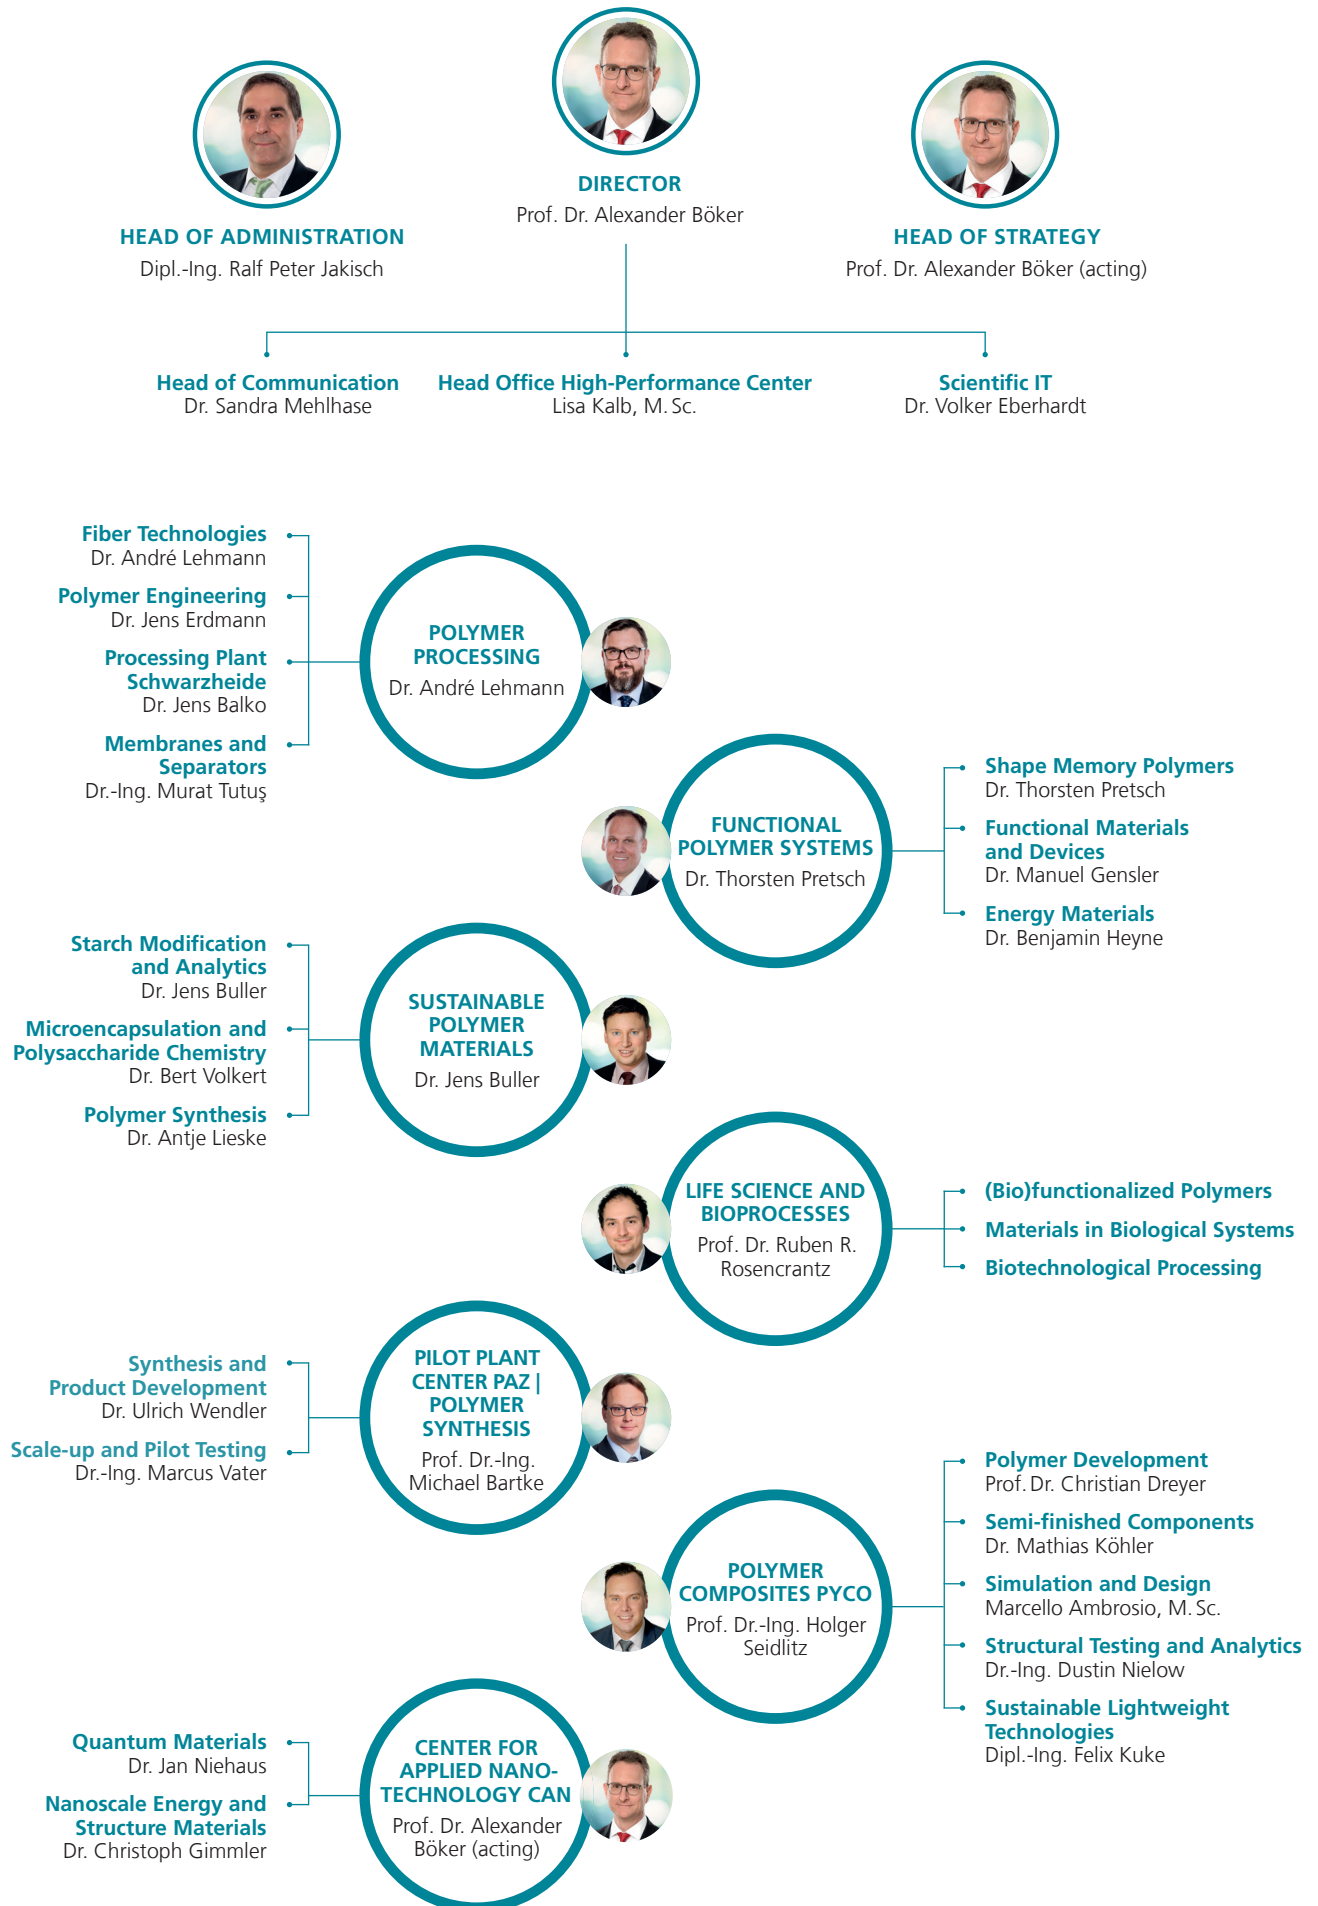 DIRECTOR
Prof. Dr. Alexander Böker
HEAD OF ADMINISTRATION
Dipl.-Ing. Ralf Peter Jakisch
HEAD OF STRATEGY
Prof. Dr. Alexander Böker (acting)
Head of Communication
Dr. Sandra Mehlhase
Head Office High-Performance Center
Lisa Kalb, M. Sc.
Scientific IT
Dr. Volker Eberhardt
Fiber Technologies
Dr. André Lehmann
Polymer Engineering
Dr. Jens Erdmann
Processing Plant
Schwarzheide
Dr. Jens Balko
Membranes and
Separators
Dr.-Ing. Murat Tutuş
POLYMER
PROCESSING
Dr. André Lehmann
FUNCTIONAL
POLYMER SYSTEMS
Dr. Thorsten Pretsch
Shape Memory Polymers
Dr. Thorsten Pretsch
Functional Materials
and Devices
Dr. Manuel Gensler
Energy Materials
Dr. Benjamin Heyne
Starch Modification
and Analytics
Dr. Jens Buller
Microencapsulation and
Polysaccharide Chemistry
Dr. Bert Volkert
Polymer Synthesis
Dr. Antje Lieske
SUSTAINABLE
POLYMER
MATERIALS
Dr. Jens Buller
LIFE SCIENCE AND
BIOPROCESSES
Prof. Dr. Ruben R.
Rosencrantz
(Bio)functionalized Polymers
Materials in Biological Systems
Biotechnological Processing
Synthesis and
Product Development
Dr. Ulrich Wendler
Scale-up and Pilot Testing
Dr.-Ing. Marcus Vater
PILOT PLANT
CENTER PAZ |
POLYMER
SYNTHESIS
Prof. Dr.-Ing.
Michael Bartke
POLYMER
COMPOSITES PYCO
Prof. Dr.-Ing. Holger
Seidlitz
Polymer Development
Prof. Dr. Christian Dreyer
Semi-finished Components
Dr. Mathias Köhler
Simulation and Design
Marcello Ambrosio, M. Sc.
Structural Testing and Analytics
Dr.-Ing. Dustin Nielow
Sustainable Lightweight
Technologies
Dipl.-Ing. Felix Kuke
Quantum Materials
Dr. Jan Niehaus
Nanoscale Energy and
Structure Materials
Dr. Christoph Gimmler
CENTER FOR
APPLIED NANO-
TECHNOLOGY CAN
Prof. Dr. Alexander
Böker (acting)